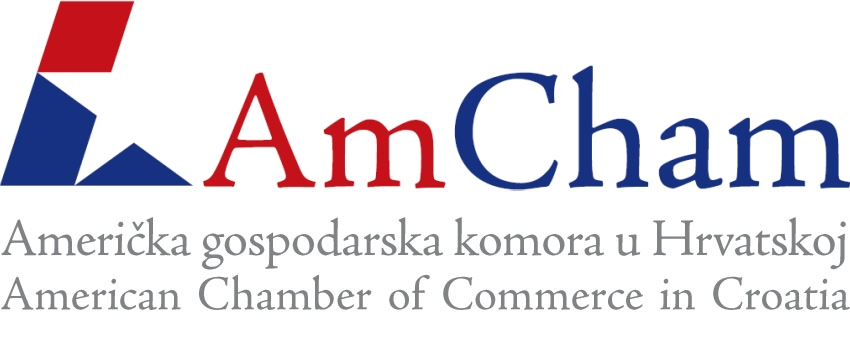 AmCham
Američka gospodarska komora u Hrvatskoj
American Chamber of Commerce in Croatia